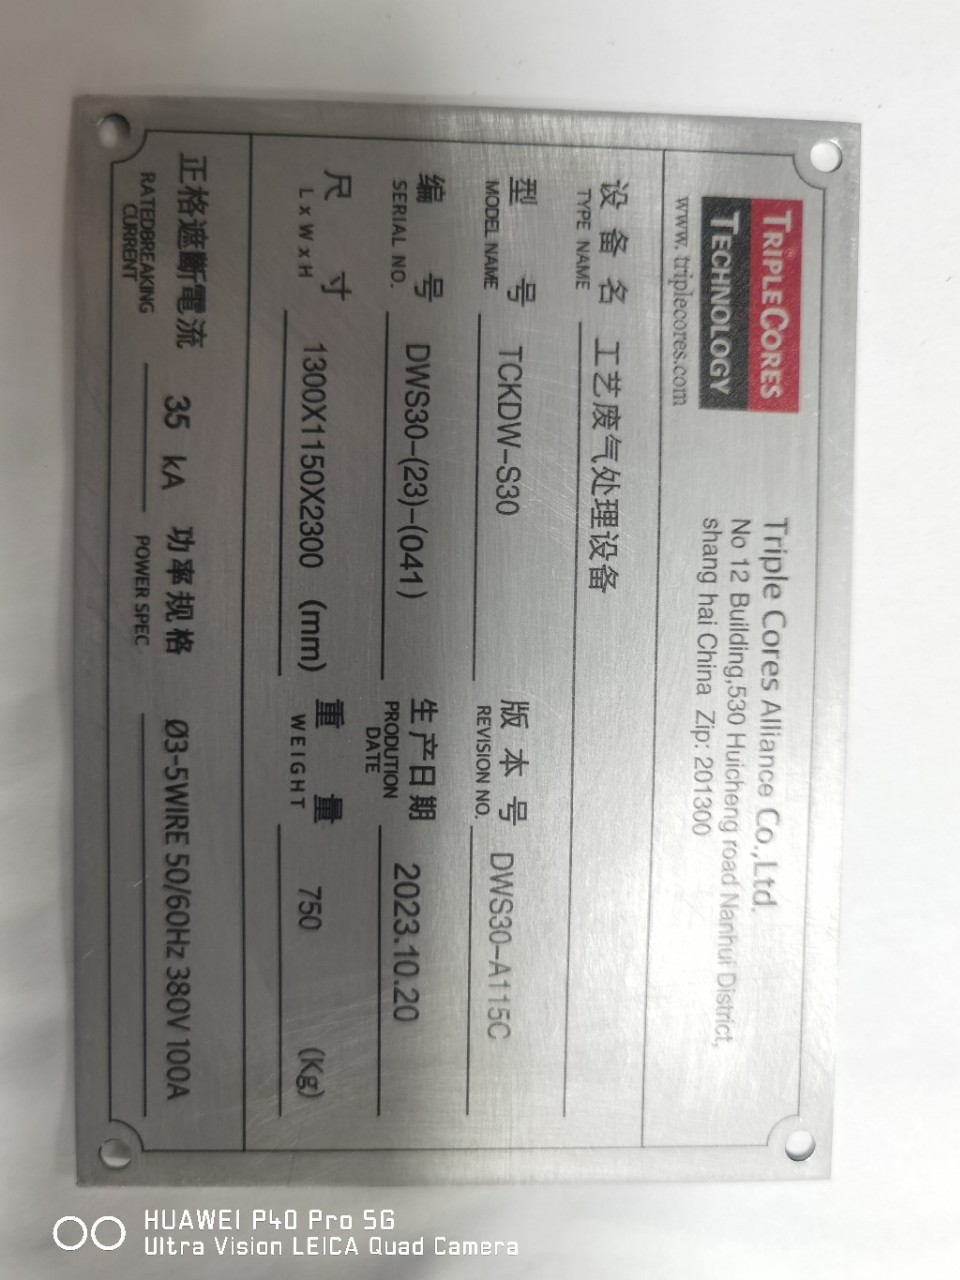 TRIPLECORES®
TECHNOLOGY
www.triplecores.com
Triple Cores Alliance Co.,Ltd.
No 12 Building,530 Huicheng road Nanhui District,
shang hai China Zip: 201300
设备名 工艺废气处理设备
TYPE NAME
型号 TCKDW-S30 版本号 DWS30-A115C
MODEL NAME REVISION NO.
编号 DWS30-(23)-(041) 生产日期 2023.10.20
SERIAL NO. PRODUTION
DATE
尺寸 1300X1150X2300 (mm) 重量 750 (Kg)
L x W x H WEIGHT
正格遮斷電流 35 kA 功率规格 Ø3-5WIRE 50/60Hz 380V 100A
RATEDBREAKING POWER SPEC
CURRENT
HUAWEI P40 Pro 5G
Ultra Vision LEICA Quad Camera